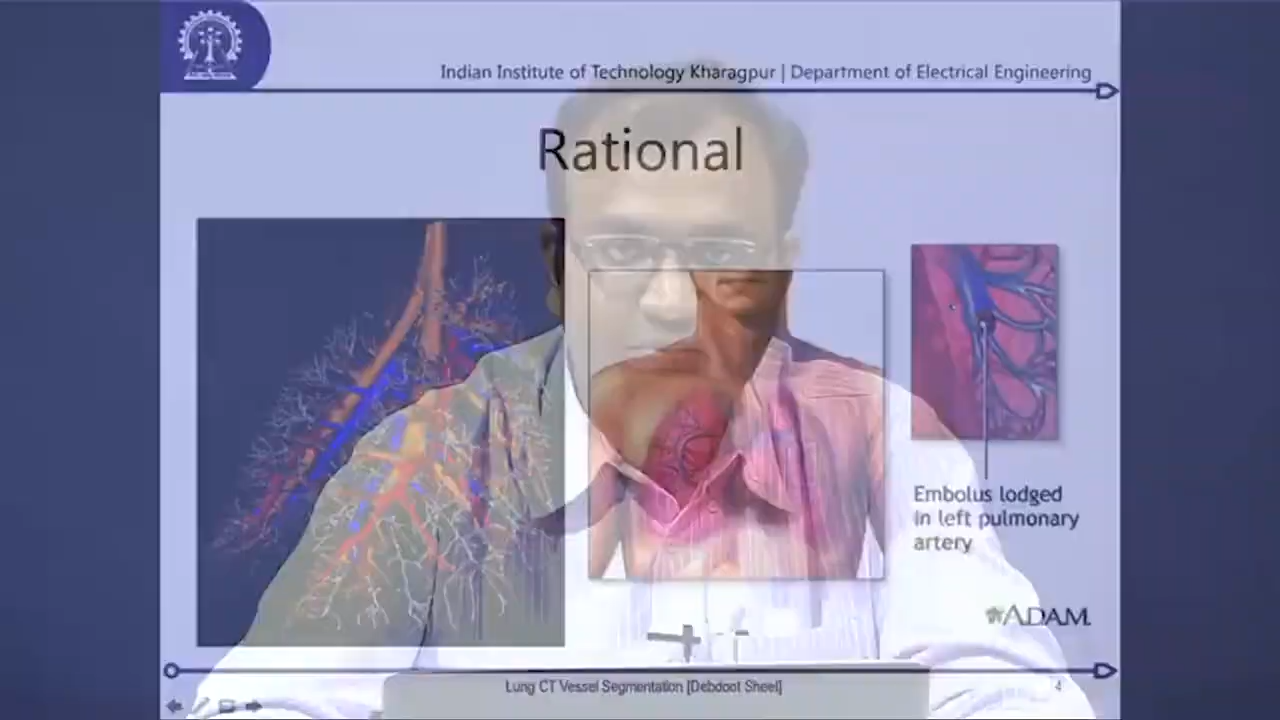 Indian Institute of Technology Kharagpur | Department of Electrical Engineering
Rational
Embolus lodged
in left pulmonary
artery
ADAM.
Lung CT Vessel Segmentation [Debdoot Sheet]
4